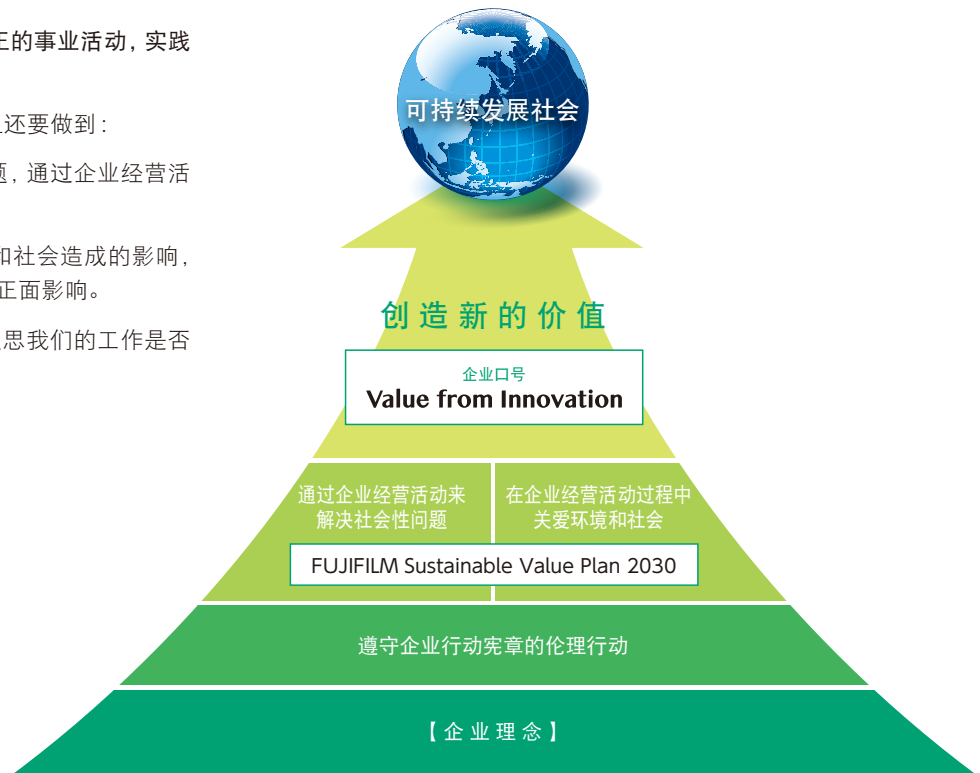 正的事业活动，实践
还要做到：
题，通过企业经营活
和社会造成的影响，
正面影响。
思我们的工作是否
可持续发展社会
创造新的价值
企业口号
Value from Innovation
通过企业经营活动来
解决社会性问题
在企业经营活动过程中
关爱环境和社会
FUJIFILM Sustainable Value Plan 2030
遵守企业行动宪章的伦理行动
【企业理念】